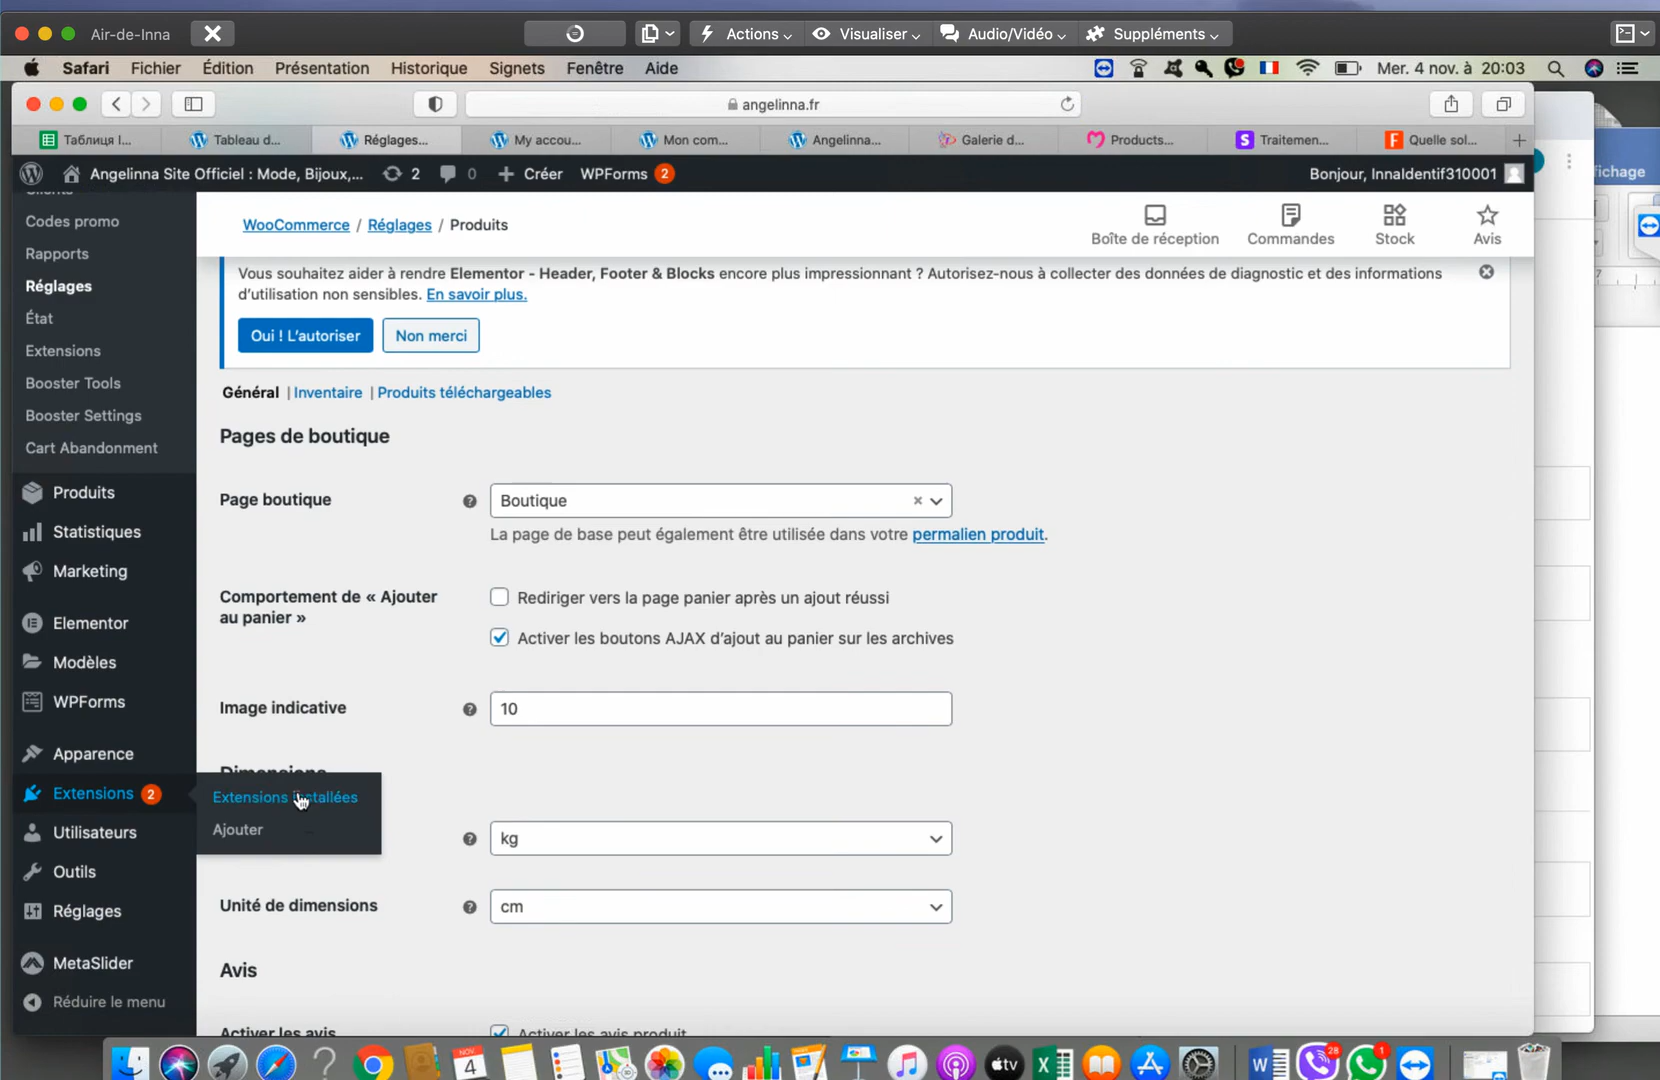 Air-de-Inna
Actions
Visualiser
Audio/Vidéo
Suppléments
Safari
Fichier
Édition
Présentation
Historique
Signets
Fenêtre
Aide
Mer. 4 nov. à 20:03
angelinna.fr
Таблиця I...
Tableau d...
Réglages...
My accou...
Mon com...
Angelinna...
Galerie d...
Products...
Traitemen...
Quelle sol...
ffichage
Angelinna Site Officiel : Mode, Bijoux,...
2
0
Créer
WPForms 2
Bonjour, InnaIdentif310001
Codes promo
Rapports
Réglages
État
Extensions
Booster Tools
Booster Settings
Cart Abandonment
Produits
Statistiques
Marketing
Elementor
Modèles
WPForms
Apparence
Extensions 2
Extensions installées
Ajouter
Utilisateurs
Outils
Réglages
MetaSlider
Réduire le menu
WooCommerce / Réglages / Produits
Boîte de réception
Commandes
Stock
Avis
Vous souhaitez aider à rendre Elementor - Header, Footer & Blocks encore plus impressionnant ? Autorisez-nous à collecter des données de diagnostic et des informations
d'utilisation non sensibles. En savoir plus.
Oui ! L'autoriser
Non merci
Général | Inventaire | Produits téléchargeables
Pages de boutique
Page boutique
Boutique
La page de base peut également être utilisée dans votre permalien produit.
Comportement de « Ajouter
au panier »
Rediriger vers la page panier après un ajout réussi
Activer les boutons AJAX d'ajout au panier sur les archives
Image indicative
10
Dimensions
kg
Unité de dimensions
cm
Avis
Activer les avis
Activer les avis produit
NOV
4
tv
28
1